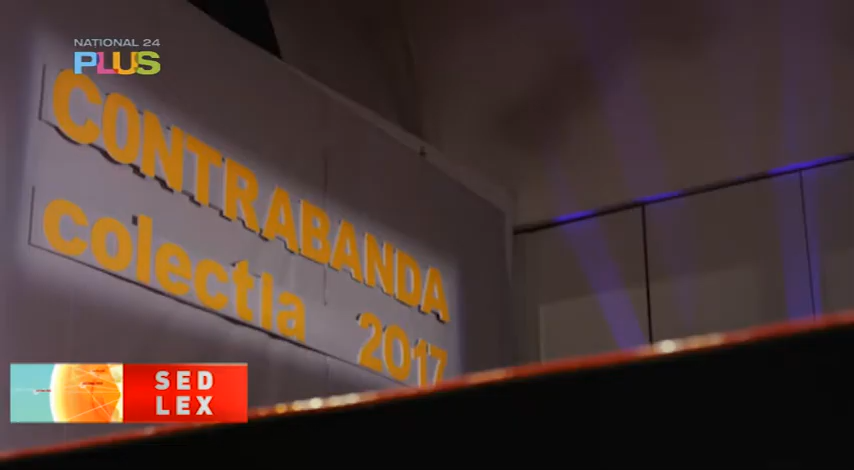 NATIONAL 24
PLUS
CONTRABANDA
colectia 2017
SED
LEX